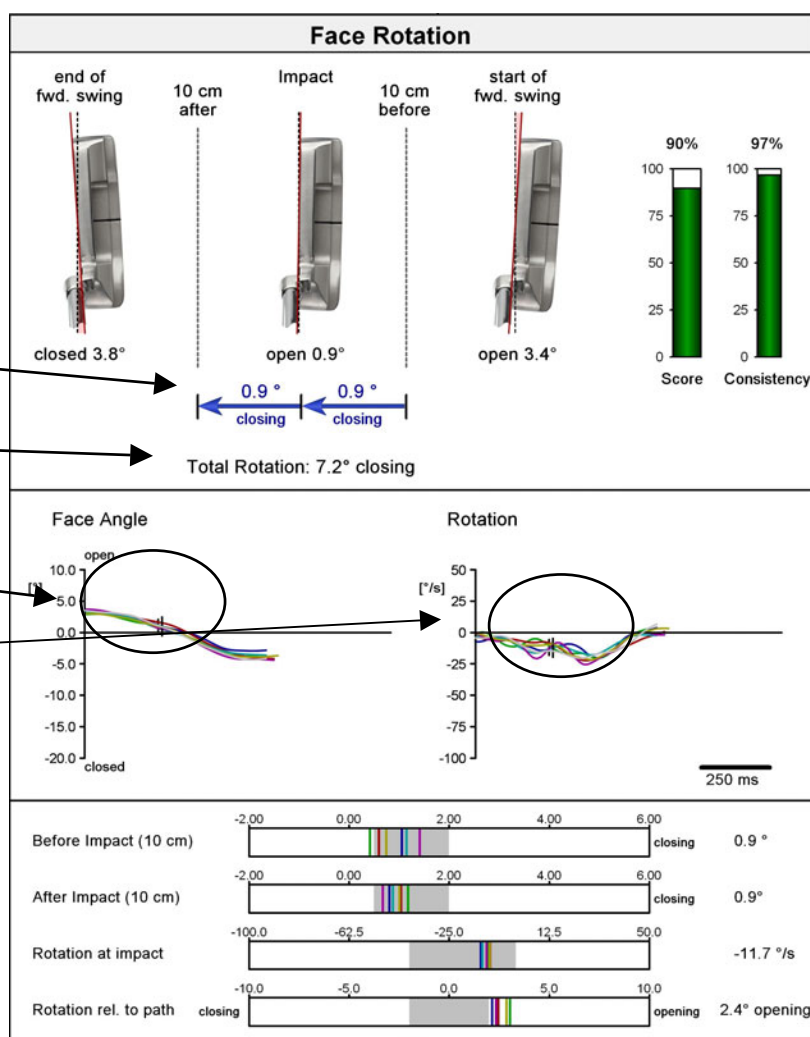 Face Rotation
end of
fwd. swing
10 cm
after
Impact
10 cm
before
start of
fwd. swing
closed 3.8°
open 0.9°
open 3.4°
0.9 °
closing
0.9 °
closing
Total Rotation: 7.2° closing
90%
97%
100
75
50
25
0
100
75
50
25
0
Score
Consistency
Face Angle
open
[°]
10.0
5.0
0.0
-5.0
-10.0
-15.0
-20.0
closed
Rotation
[°/s]
50
25
0
-25
-50
-75
-100
250 ms
-2.00 0.00 2.00 4.00 6.00
Before Impact (10 cm) closing 0.9 °
-2.00 0.00 2.00 4.00 6.00
After Impact (10 cm) closing 0.9°
-100.0 -62.5 -25.0 12.5 50.0
Rotation at impact -11.7 °/s
-10.0 -5.0 0.0 5.0 10.0
Rotation rel. to path closing opening 2.4° opening